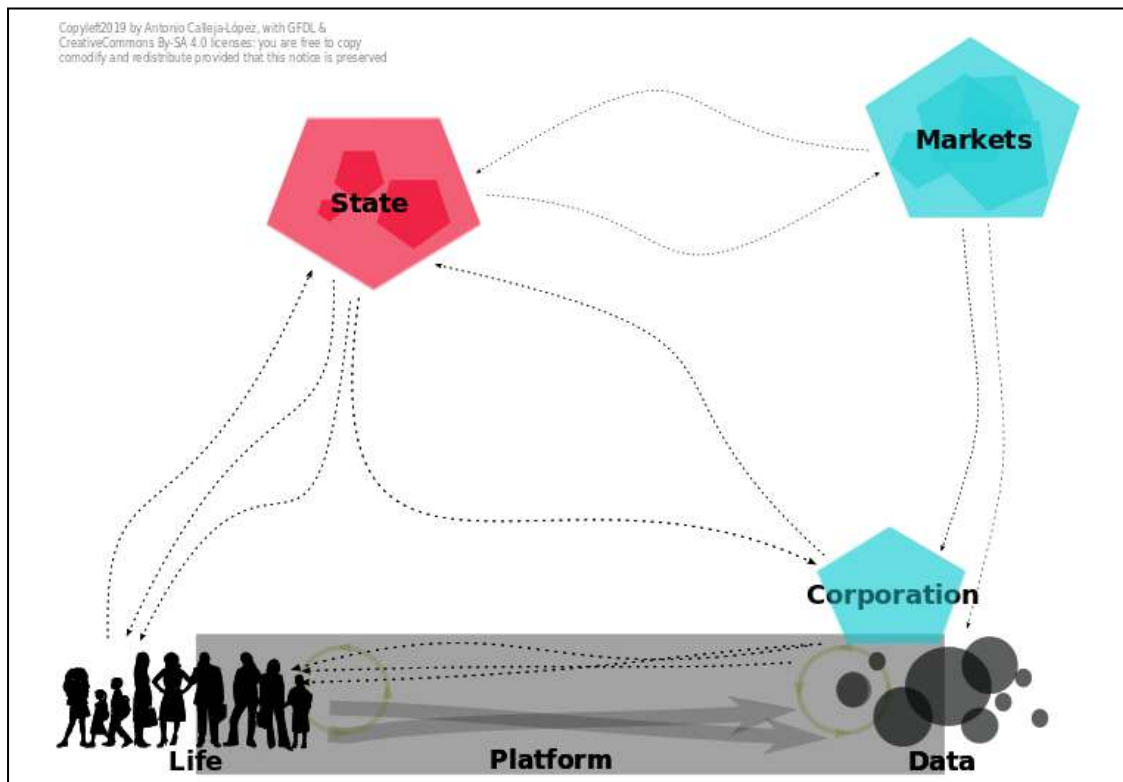 Copyleft2019 by Antonio Calleja-López, with GFDL &
CreativeCommons By-SA 4.0 licenses: you are free to copy
comodify and redistribute provided that this notice is preserved
Markets
State
Corporation
Life
Platform
Data